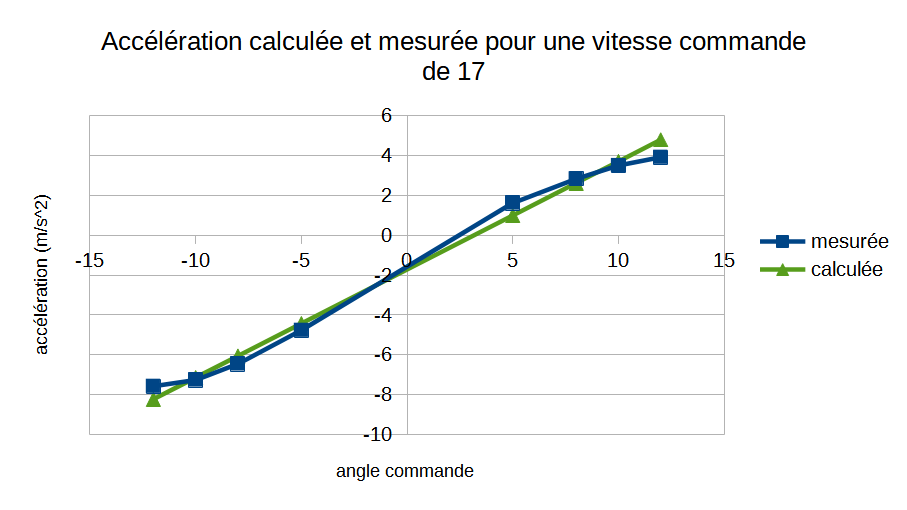 Accélération calculée et mesurée pour une vitesse commande
de 17
6
4
2
0
-15 -10 -5 0 5 10 15
-2
-4
-6
-8
-10
accélération (m/s^2)
angle commande
mesurée
calculée